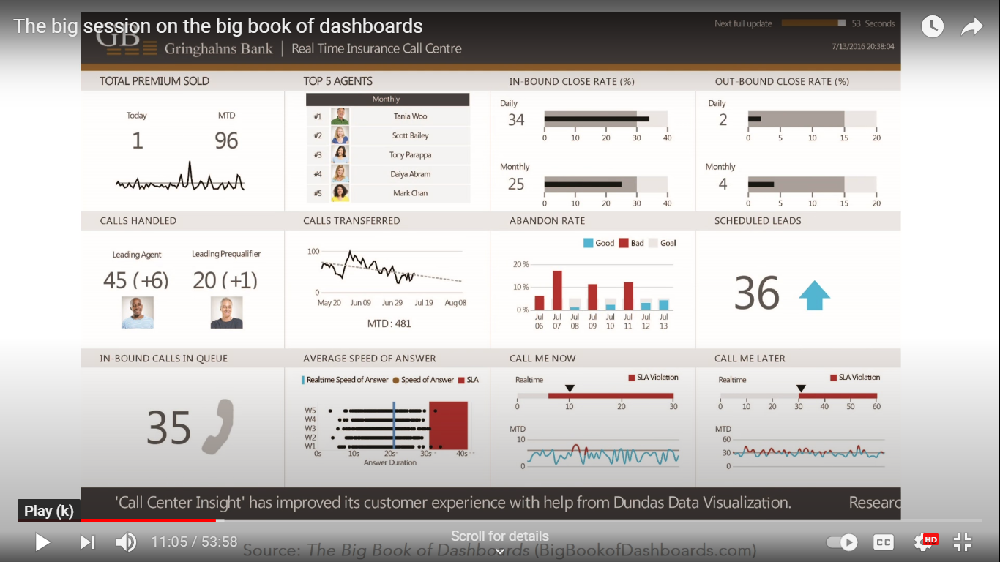 The big session on the big book of dashboards
GB
Gringhahns Bank | Real Time Insurance Call Centre
Next full update 53 Seconds
7/13/2016 20:38:04
TOTAL PREMIUM SOLD
Today MTD
1 96
TOP 5 AGENTS
Monthly
#1 Tania Woo
#2 Scott Bailey
#3 Tony Parappa
#4 Daiya Abram
#5 Mark Chan
IN-BOUND CLOSE RATE (%)
Daily
34
0 10 20 30 40
Monthly
25
0 10 20 30 40
OUT-BOUND CLOSE RATE (%)
Daily
2
0 5 10 15 20
Monthly
4
0 5 10 15 20
CALLS HANDLED
Leading Agent Leading Prequalifier
45 (+6) 20 (+1)
CALLS TRANSFERRED
100
0
May 20 Jun 09 Jun 29 Jul 19 Aug 08
MTD : 481
ABANDON RATE
Good Bad Goal
20 %
10 %
0 %
Jul Jul Jul Jul Jul Jul Jul Jul
06 07 08 09 10 11 12 13
SCHEDULED LEADS
36
IN-BOUND CALLS IN QUEUE
35
AVERAGE SPEED OF ANSWER
Realtime Speed of Answer Speed of Answer SLA
W5
W4
W3
W2
W1
0s 10s 20s 30s 40s
Answer Duration
CALL ME NOW
Realtime SLA Violation
0 10 20 30
MTD
10
0
CALL ME LATER
Realtime SLA Violation
0 10 20 30 40 50 60
MTD
60
30
0
'Call Center Insight' has improved its customer experience with help from Dundas Data Visualization. Researc
Play (k)
11:05 / 53:58
Scroll for details
CC
HD
Source: The Big Book of Dashboards (BigBookofDashboards.com)